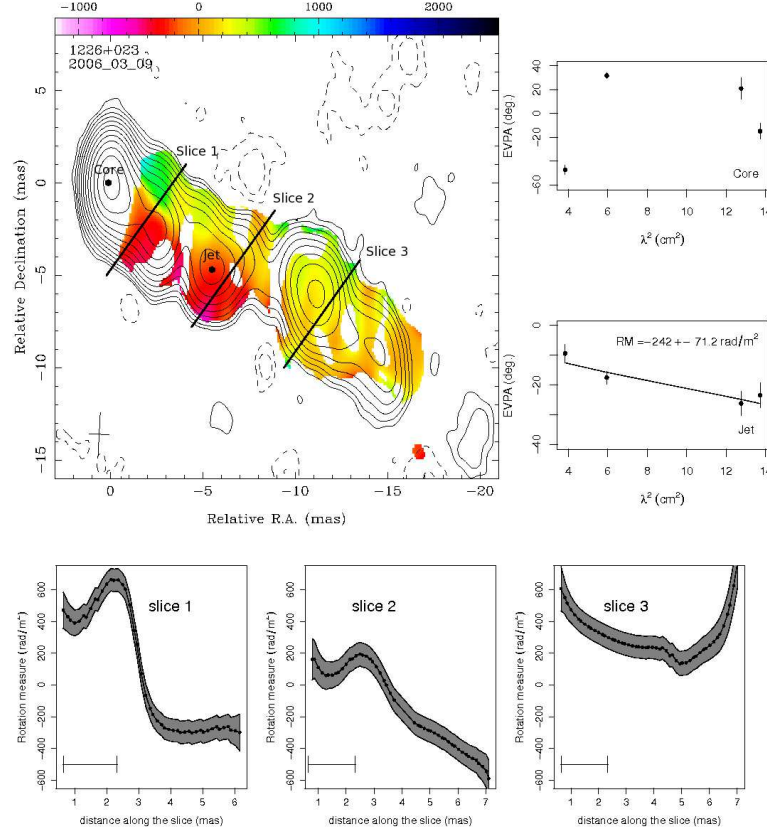 −1000 0 1000 2000
1226+023
2006_03_09
Core
Slice 1
Slice 2
Jet
Slice 3
5
0
−5
−10
−15
Relative Declination (mas)
0 −5 −10 −15 −20
Relative R.A. (mas)
40
20
0
−20
−60
EVPA (deg.)
Core
4 6 8 10 12 14
λ² (cm²)
0
−20
−40
EVPA (deg.)
RM =−242 +− 71.2 rad/m²
Jet
4 6 8 10 12 14
λ² (cm²)
600
400
200
0
−200
−400
−600
Rotation measure (rad/m²)
slice 1
1 2 3 4 5 6
distance along the slice (mas)
600
400
200
0
−200
−400
−600
Rotation measure (rad/m²)
slice 2
1 2 3 4 5 6 7
distance along the slice (mas)
600
400
200
0
−200
−400
−600
Rotation measure (rad/m²)
slice 3
1 2 3 4 5 6 7
distance along the slice (mas)